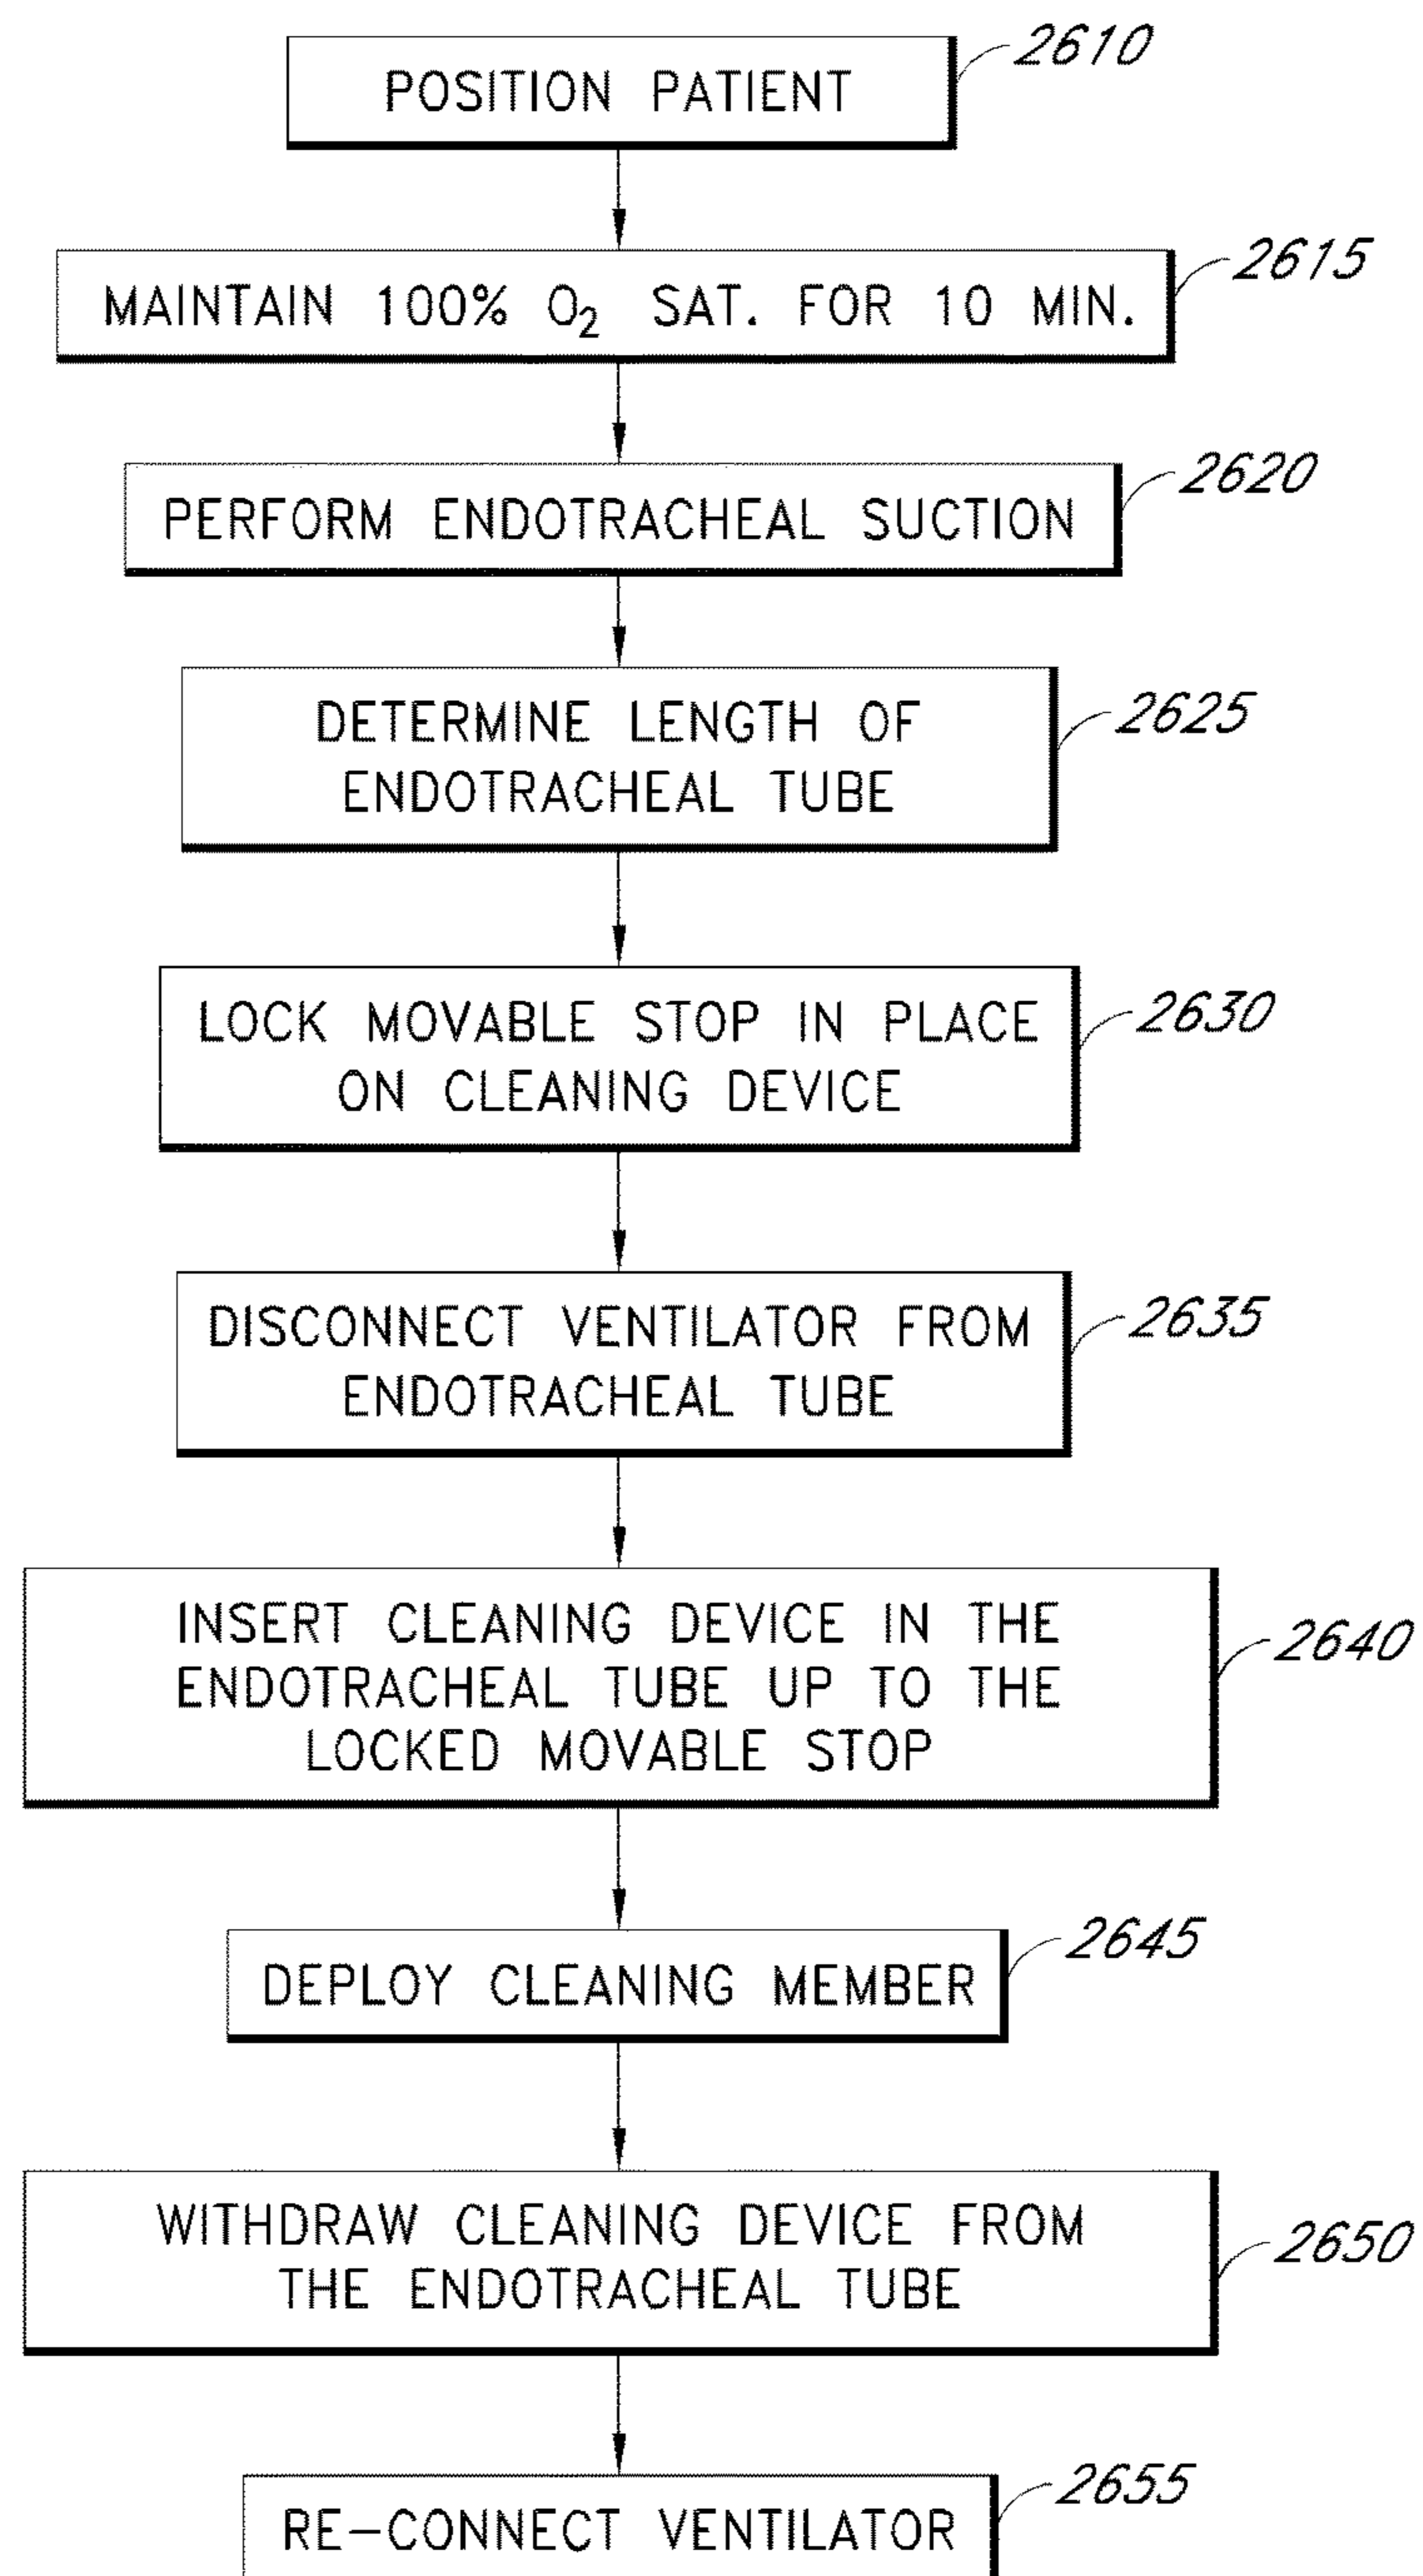 POSITION PATIENT
2610
MAINTAIN 100% O₂ SAT. FOR 10 MIN.
2615
PERFORM ENDOTRACHEAL SUCTION
2620
DETERMINE LENGTH OF
ENDOTRACHEAL TUBE
2625
LOCK MOVABLE STOP IN PLACE
ON CLEANING DEVICE
2630
DISCONNECT VENTILATOR FROM
ENDOTRACHEAL TUBE
2635
INSERT CLEANING DEVICE IN THE
ENDOTRACHEAL TUBE UP TO THE
LOCKED MOVABLE STOP
2640
DEPLOY CLEANING MEMBER
2645
WITHDRAW CLEANING DEVICE FROM
THE ENDOTRACHEAL TUBE
2650
RE-CONNECT VENTILATOR
2655